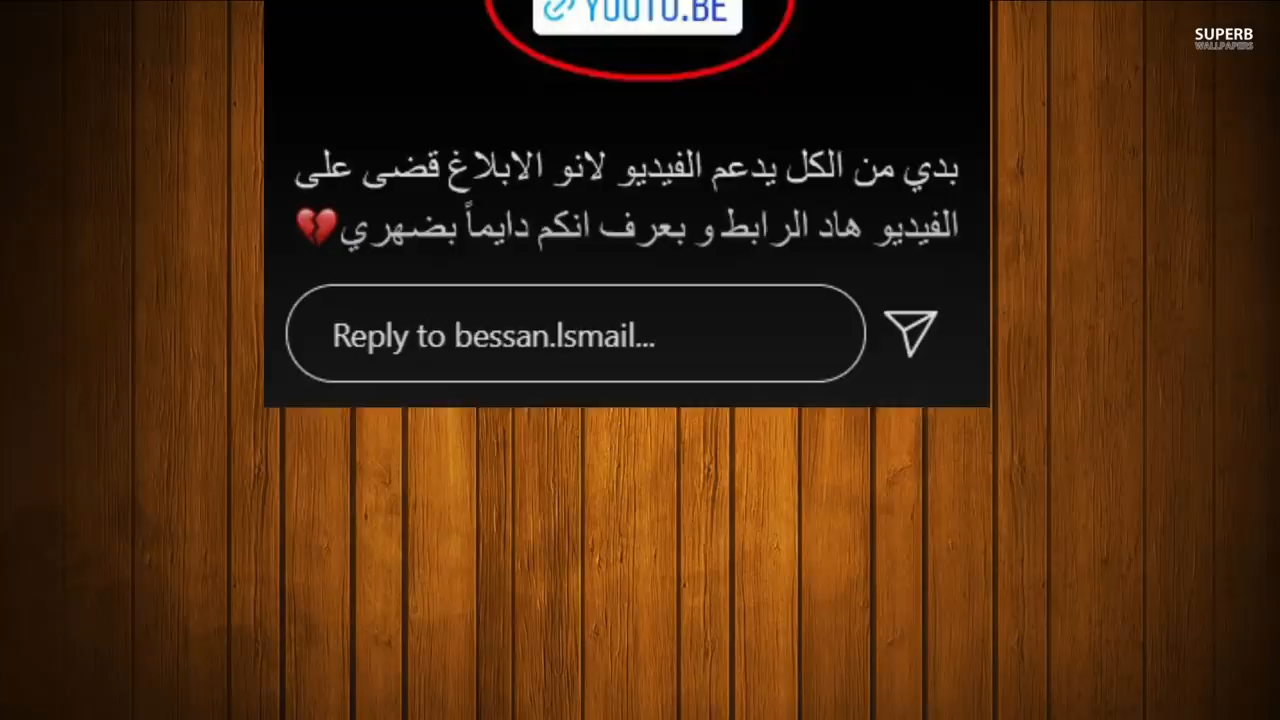 YOUTU.BE
SUPERB
WALLPAPERS
بدي من الكل يدعم الفيديو لانو الابلاغ قضى على
الفيديو هاد الرابط و بعرف انكم دايماً بضهري💔
Reply to bessan.Ismail...